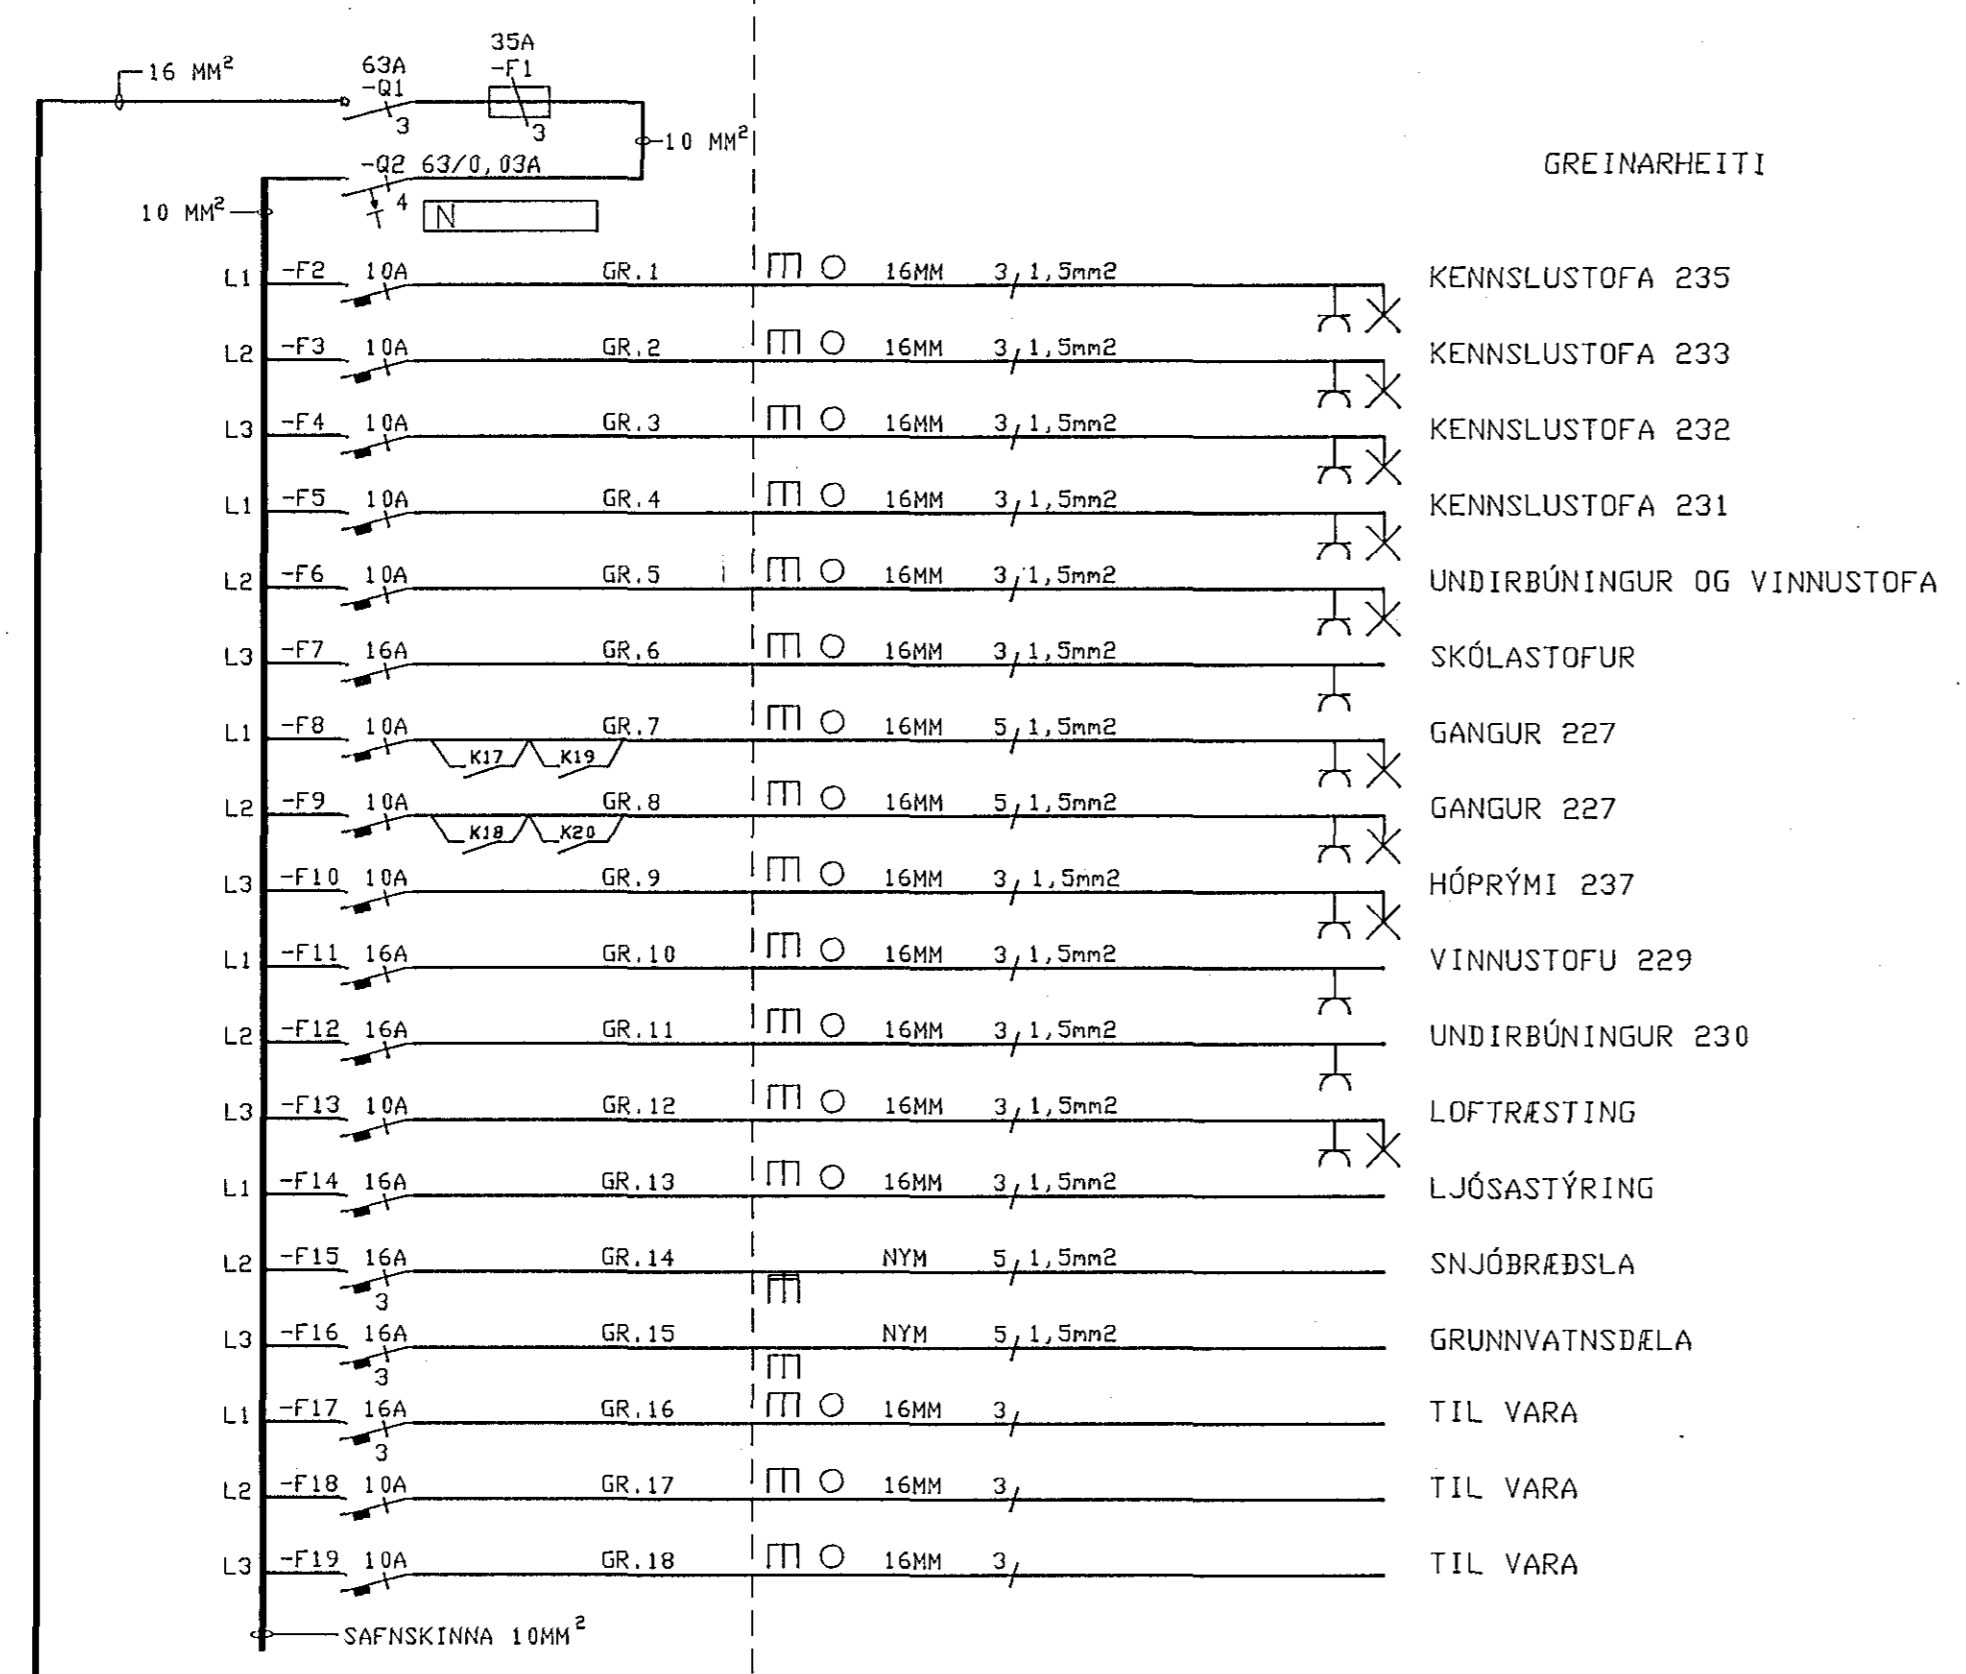 35A
16 MM² 63A -F1
-Q1
3 3
10 MM²
-Q2 63/0,03A
GREINARHEITI
10 MM² 4 N
L1 -F2 10A GR.1 16MM 3 1,5mm2 KENNSLUSTOFA 235
L2 -F3 10A GR.2 16MM 3 1,5mm2 KENNSLUSTOFA 233
L3 -F4 10A GR.3 16MM 3 1,5mm2 KENNSLUSTOFA 232
L1 -F5 10A GR.4 16MM 3 1,5mm2 KENNSLUSTOFA 231
L2 -F6 10A GR.5 16MM 3 1,5mm2 UNDIRBÚNINGUR OG VINNUSTOFA
L3 -F7 16A GR.6 16MM 3 1,5mm2 SKÓLASTOFUR
L1 -F8 10A GR.7 16MM 5 1,5mm2 GANGUR 227
K17 K19
L2 -F9 10A GR.8 16MM 5 1,5mm2 GANGUR 227
K18 K20
L3 -F10 10A GR.9 16MM 3 1,5mm2 HÓPRÝMI 237
L1 -F11 16A GR.10 16MM 3 1,5mm2 VINNUSTOFU 229
L2 -F12 16A GR.11 16MM 3 1,5mm2 UNDIRBÚNINGUR 230
L3 -F13 10A GR.12 16MM 3 1,5mm2 LOFTRÆSTING
L1 -F14 16A GR.13 16MM 3 1,5mm2 LJÓSASTÝRING
L2 -F15 16A GR.14 NYM 5 1,5mm2 SNJÓBRÆÐSLA
3
L3 -F16 16A GR.15 NYM 5 1,5mm2 GRUNNVATNSDÆLA
3
L1 -F17 16A GR.16 16MM 3 TIL VARA
3
L2 -F18 10A GR.17 16MM 3 TIL VARA
L3 -F19 10A GR.18 16MM 3 TIL VARA
SAFNSKINNA 10MM²